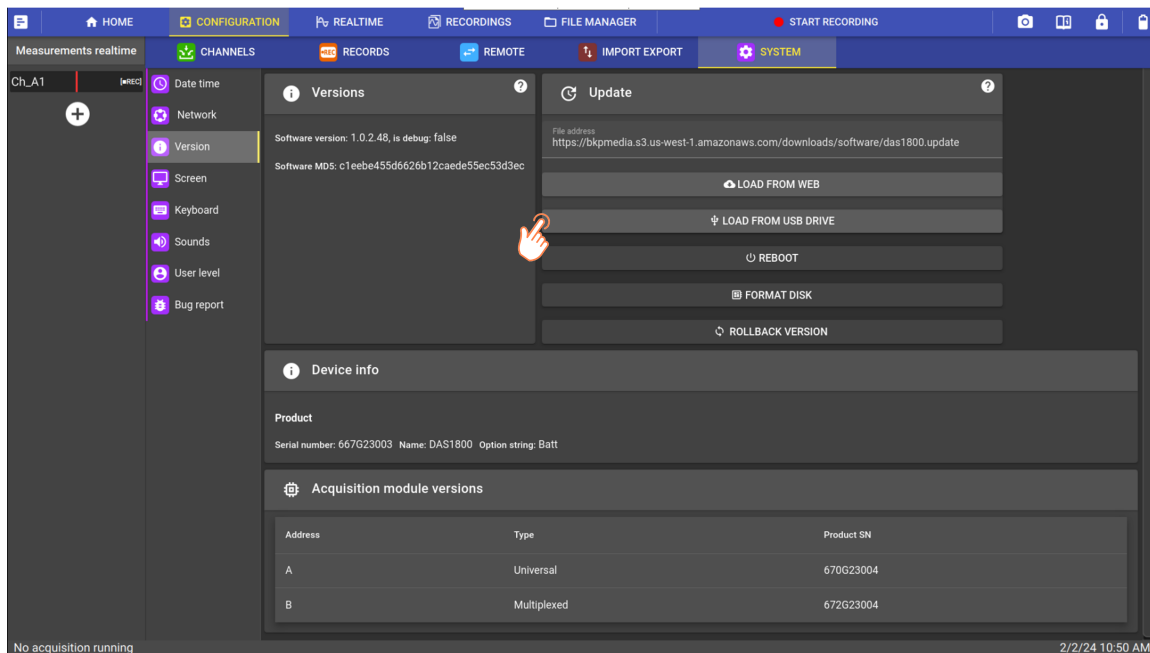 HOME
CONFIGURATION
REALTIME
RECORDINGS
FILE MANAGER
START RECORDING
Measurements realtime
CHANNELS
REC
RECORDS
REMOTE
IMPORT EXPORT
SYSTEM
Ch_A1
[■REC]
Date time
Network
Version
Screen
Keyboard
Sounds
User level
Bug report
Versions
Software version: 1.0.2.48, is debug: false
Software MD5: c1eebe455d6626b12caede55ec53d3ec
Update
File address
https://bkpmedia.s3.us-west-1.amazonaws.com/downloads/software/das1800.update
LOAD FROM WEB
LOAD FROM USB DRIVE
REBOOT
FORMAT DISK
ROLLBACK VERSION
Device info
Product
Serial number: 667G23003 Name: DAS1800 Option string: Batt
Acquisition module versions
Address Type Product SN
A Universal 670G23004
B Multiplexed 672G23004
No acquisition running
2/2/24 10:50 AM